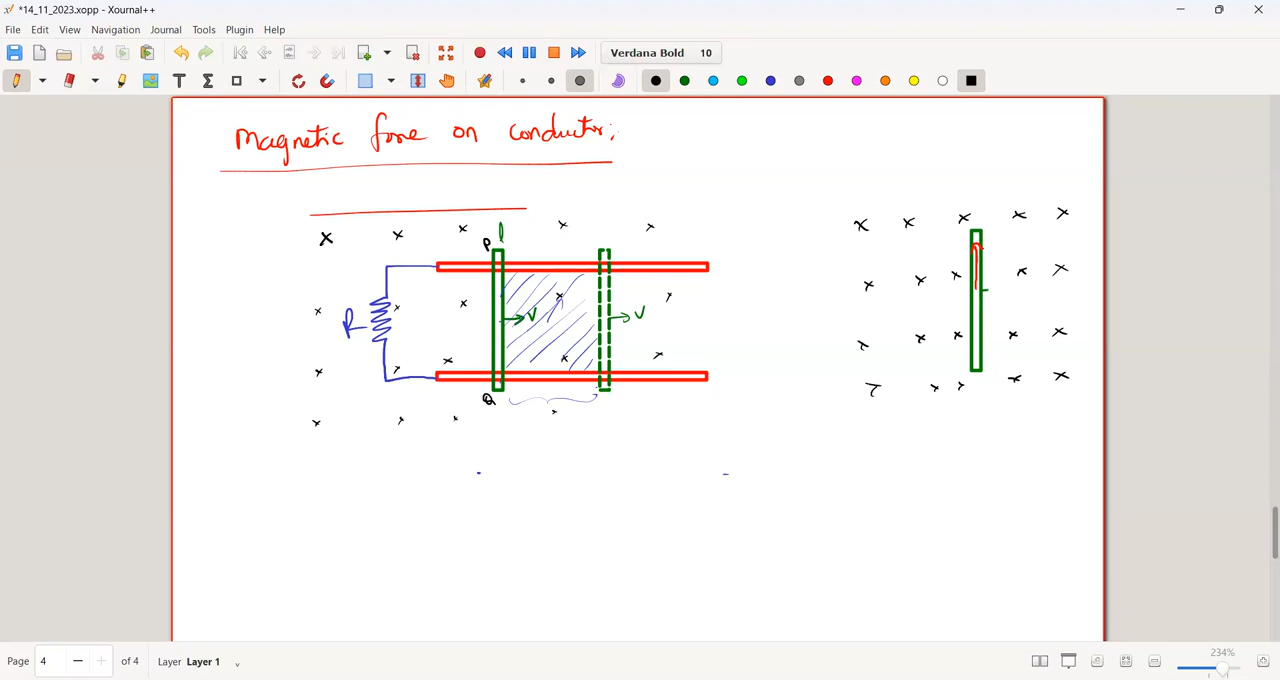 *14_11_2023.xopp - Xournal++
File Edit View Navigation Journal Tools Plugin Help
Verdana Bold 10
Magnetic force on conductor;
x x x x x
P l
R
v v
Q
Page 4 of 4 Layer Layer 1
234%